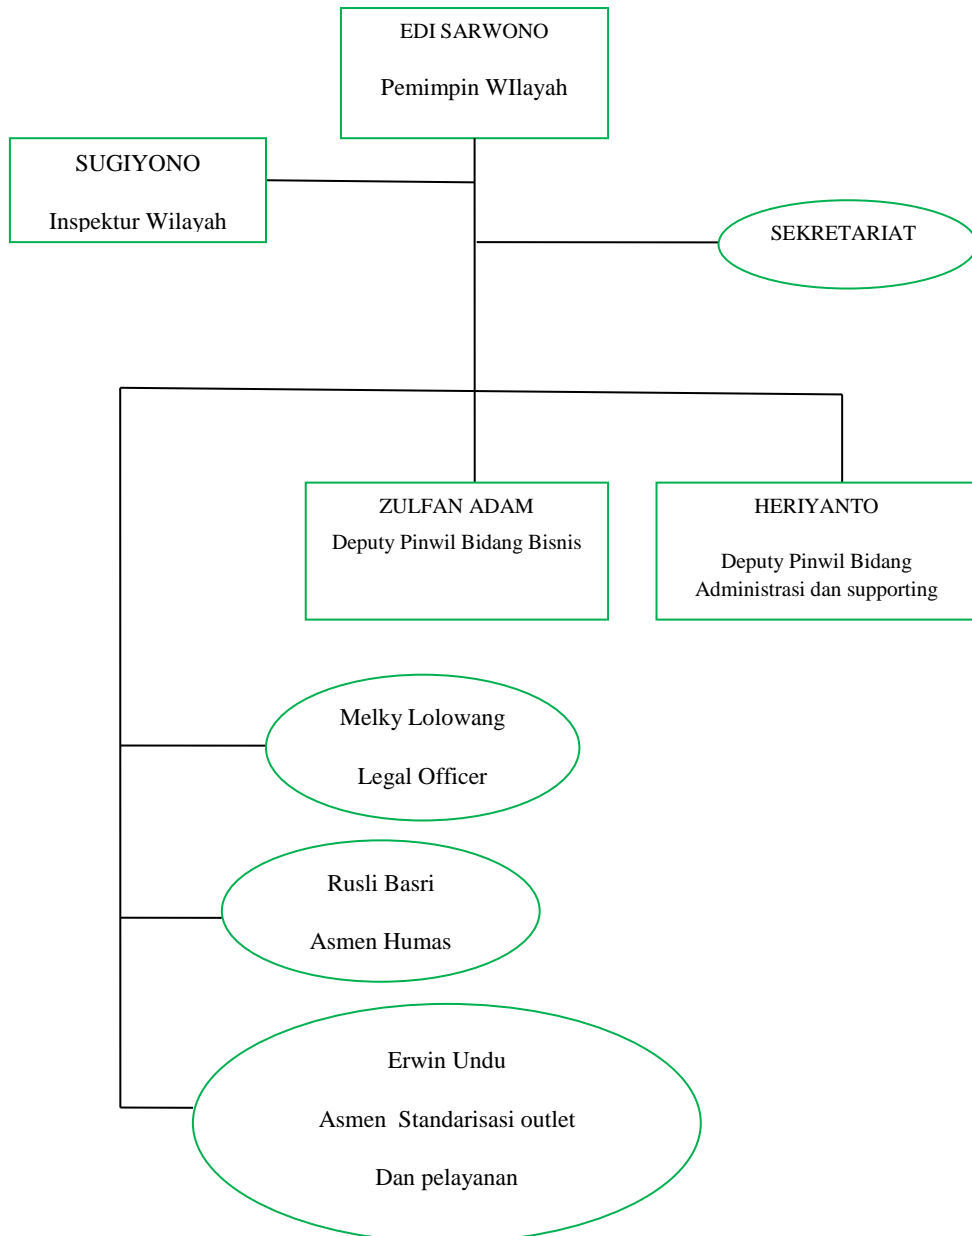 EDI SARWONO
Pemimpin WIlayah
SUGIYONO
Inspektur Wilayah
SEKRETARIAT
ZULFAN ADAM
Deputy Pinwil Bidang Bisnis
HERIYANTO
Deputy Pinwil Bidang
Administrasi dan supporting
Melky Lolowang
Legal Officer
Rusli Basri
Asmen Humas
Erwin Undu
Asmen  Standarisasi outlet
Dan pelayanan